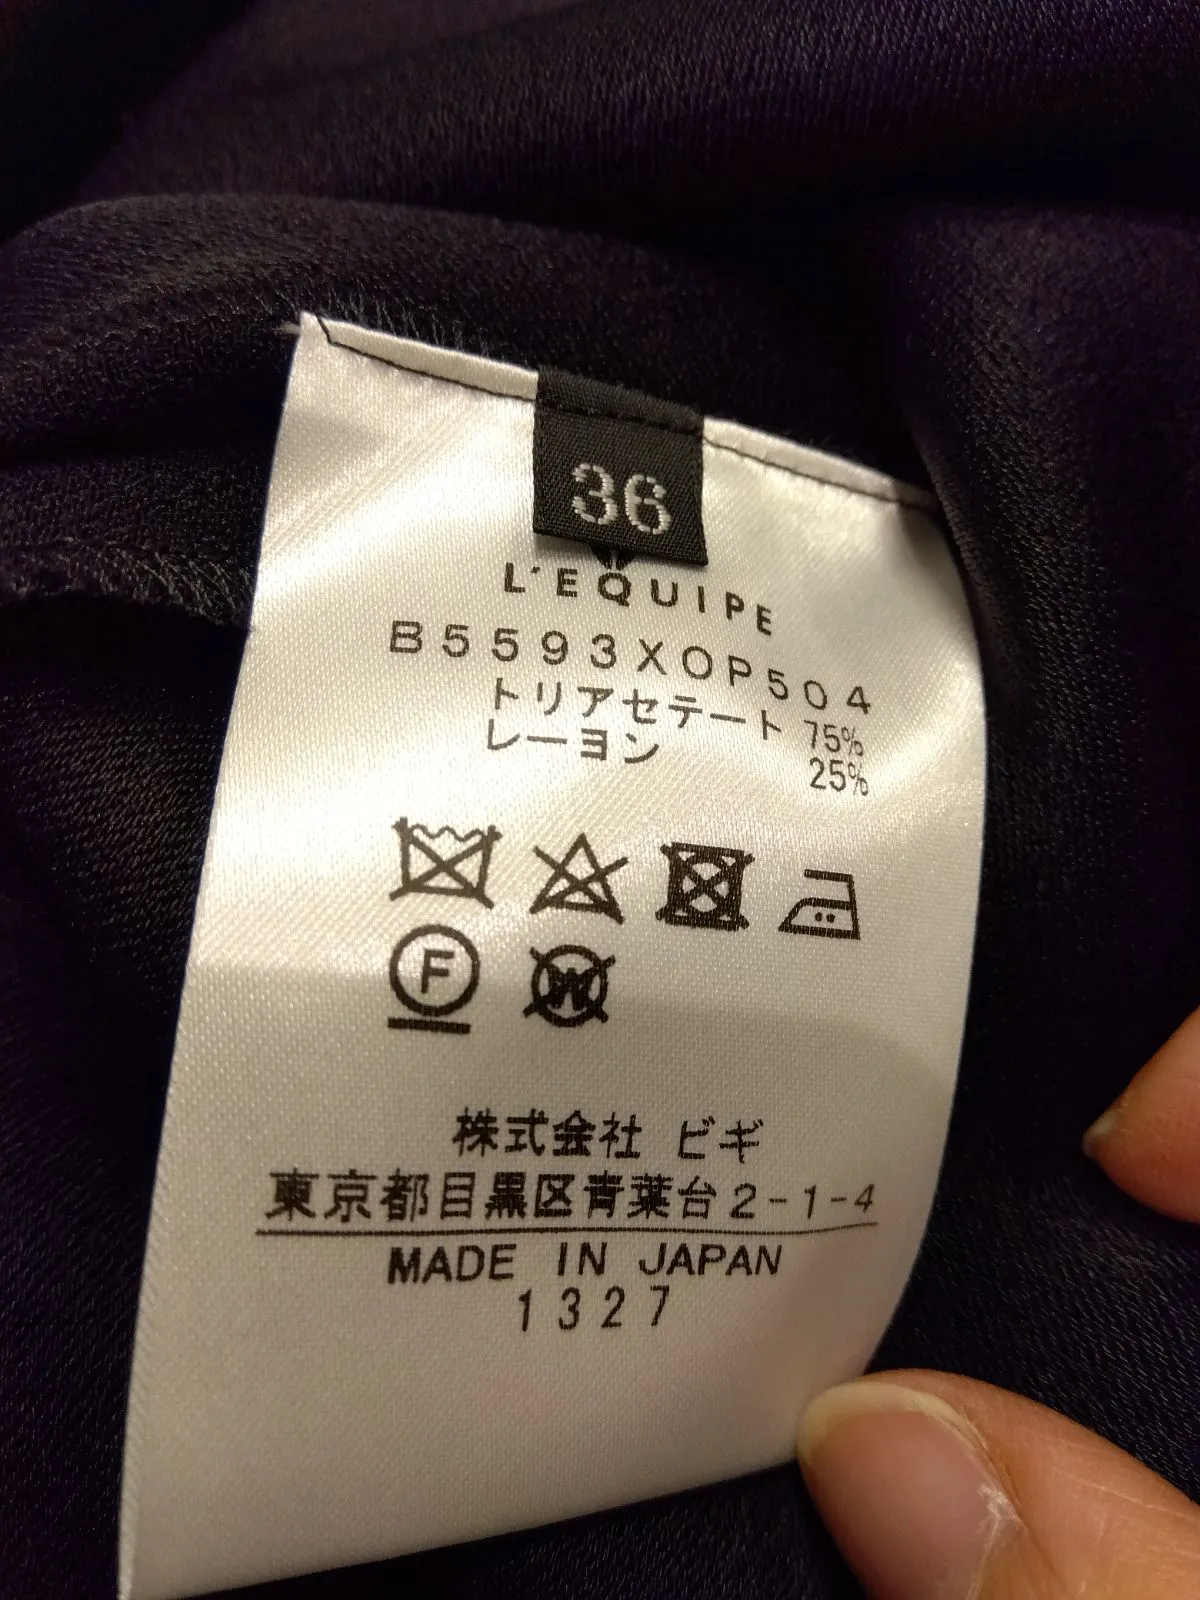 36
L'EQUIPE
B5593XOP504
トリアセテート 75%
レーヨン 25%
F
W
株式会社 ビギ
東京都目黒区青葉台2-1-4
MADE IN JAPAN
1327